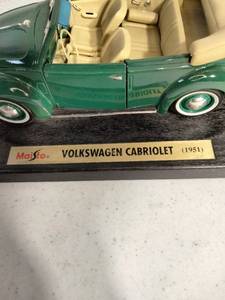 Maisto® VOLKSWAGEN CABRIOLET (1951)